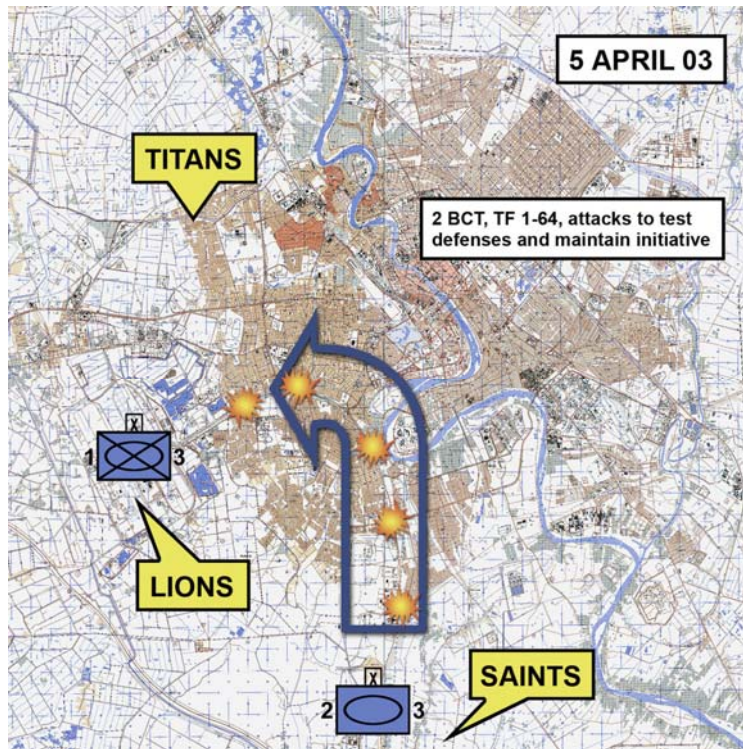 5 APRIL 03
TITANS
2 BCT, TF 1-64, attacks to test
defenses and maintain initiative
X
1 3
LIONS
SAINTS
X
2 3